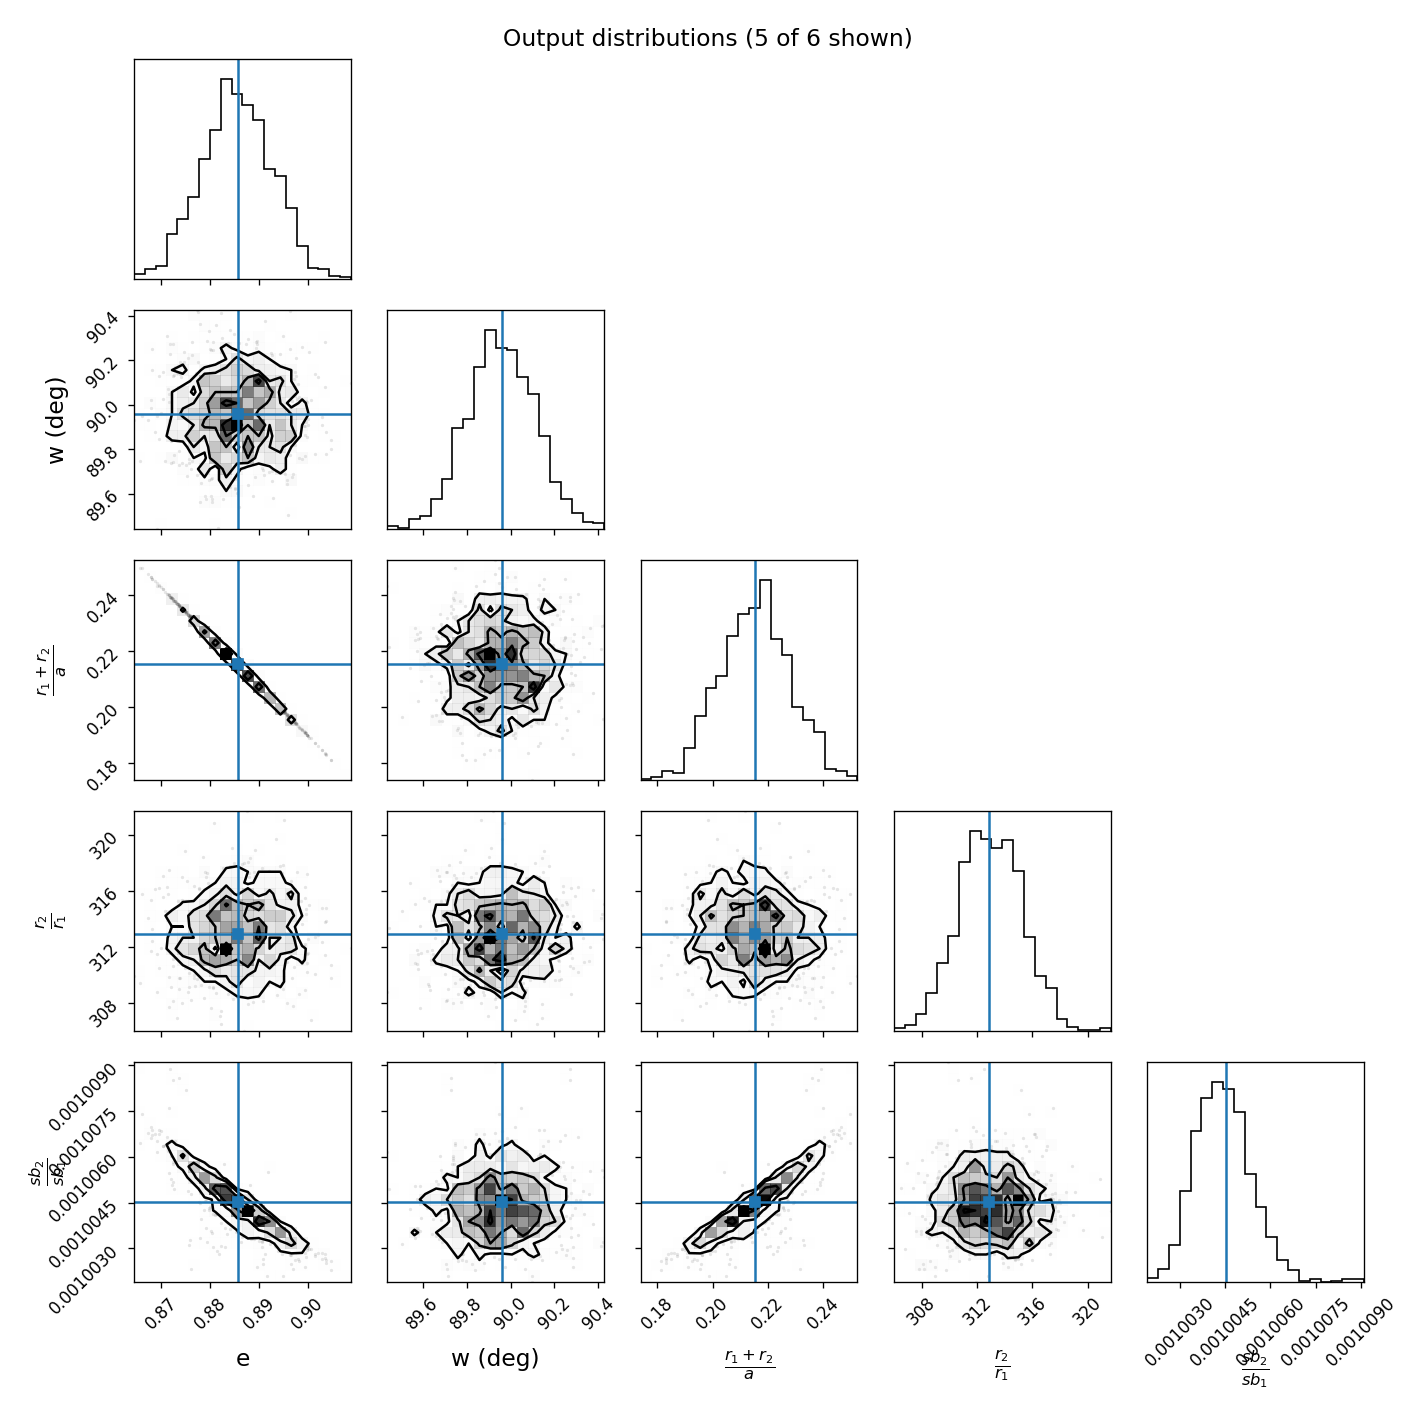 Output distributions (5 of 6 shown)
90.4
90.2
90.0
89.8
89.6
w (deg)
0.24
0.22
0.20
0.18
r₁ + r₂
a
320
316
312
308
r₂
r₁
0.0010090
0.0010075
0.0010060
0.0010045
0.0010030
sb₂
sb₁
0.87 0.88 0.89 0.90
e
89.6 89.8 90.0 90.2 90.4
w (deg)
0.18 0.20 0.22 0.24
r₁ + r₂
a
308 312 316 320
r₂
r₁
0.0010030 0.0010045 0.0010060 0.0010075 0.0010090
sb₂
sb₁